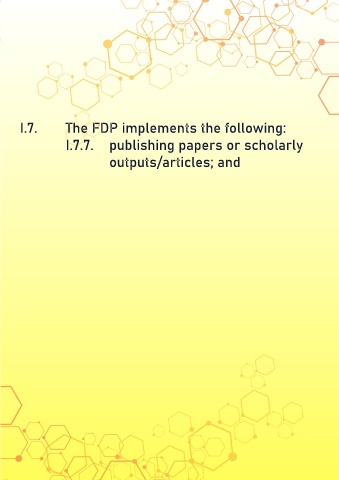 I.7. The FDP implements the following:
I.7.7. publishing papers or scholarly
outputs/articles; and